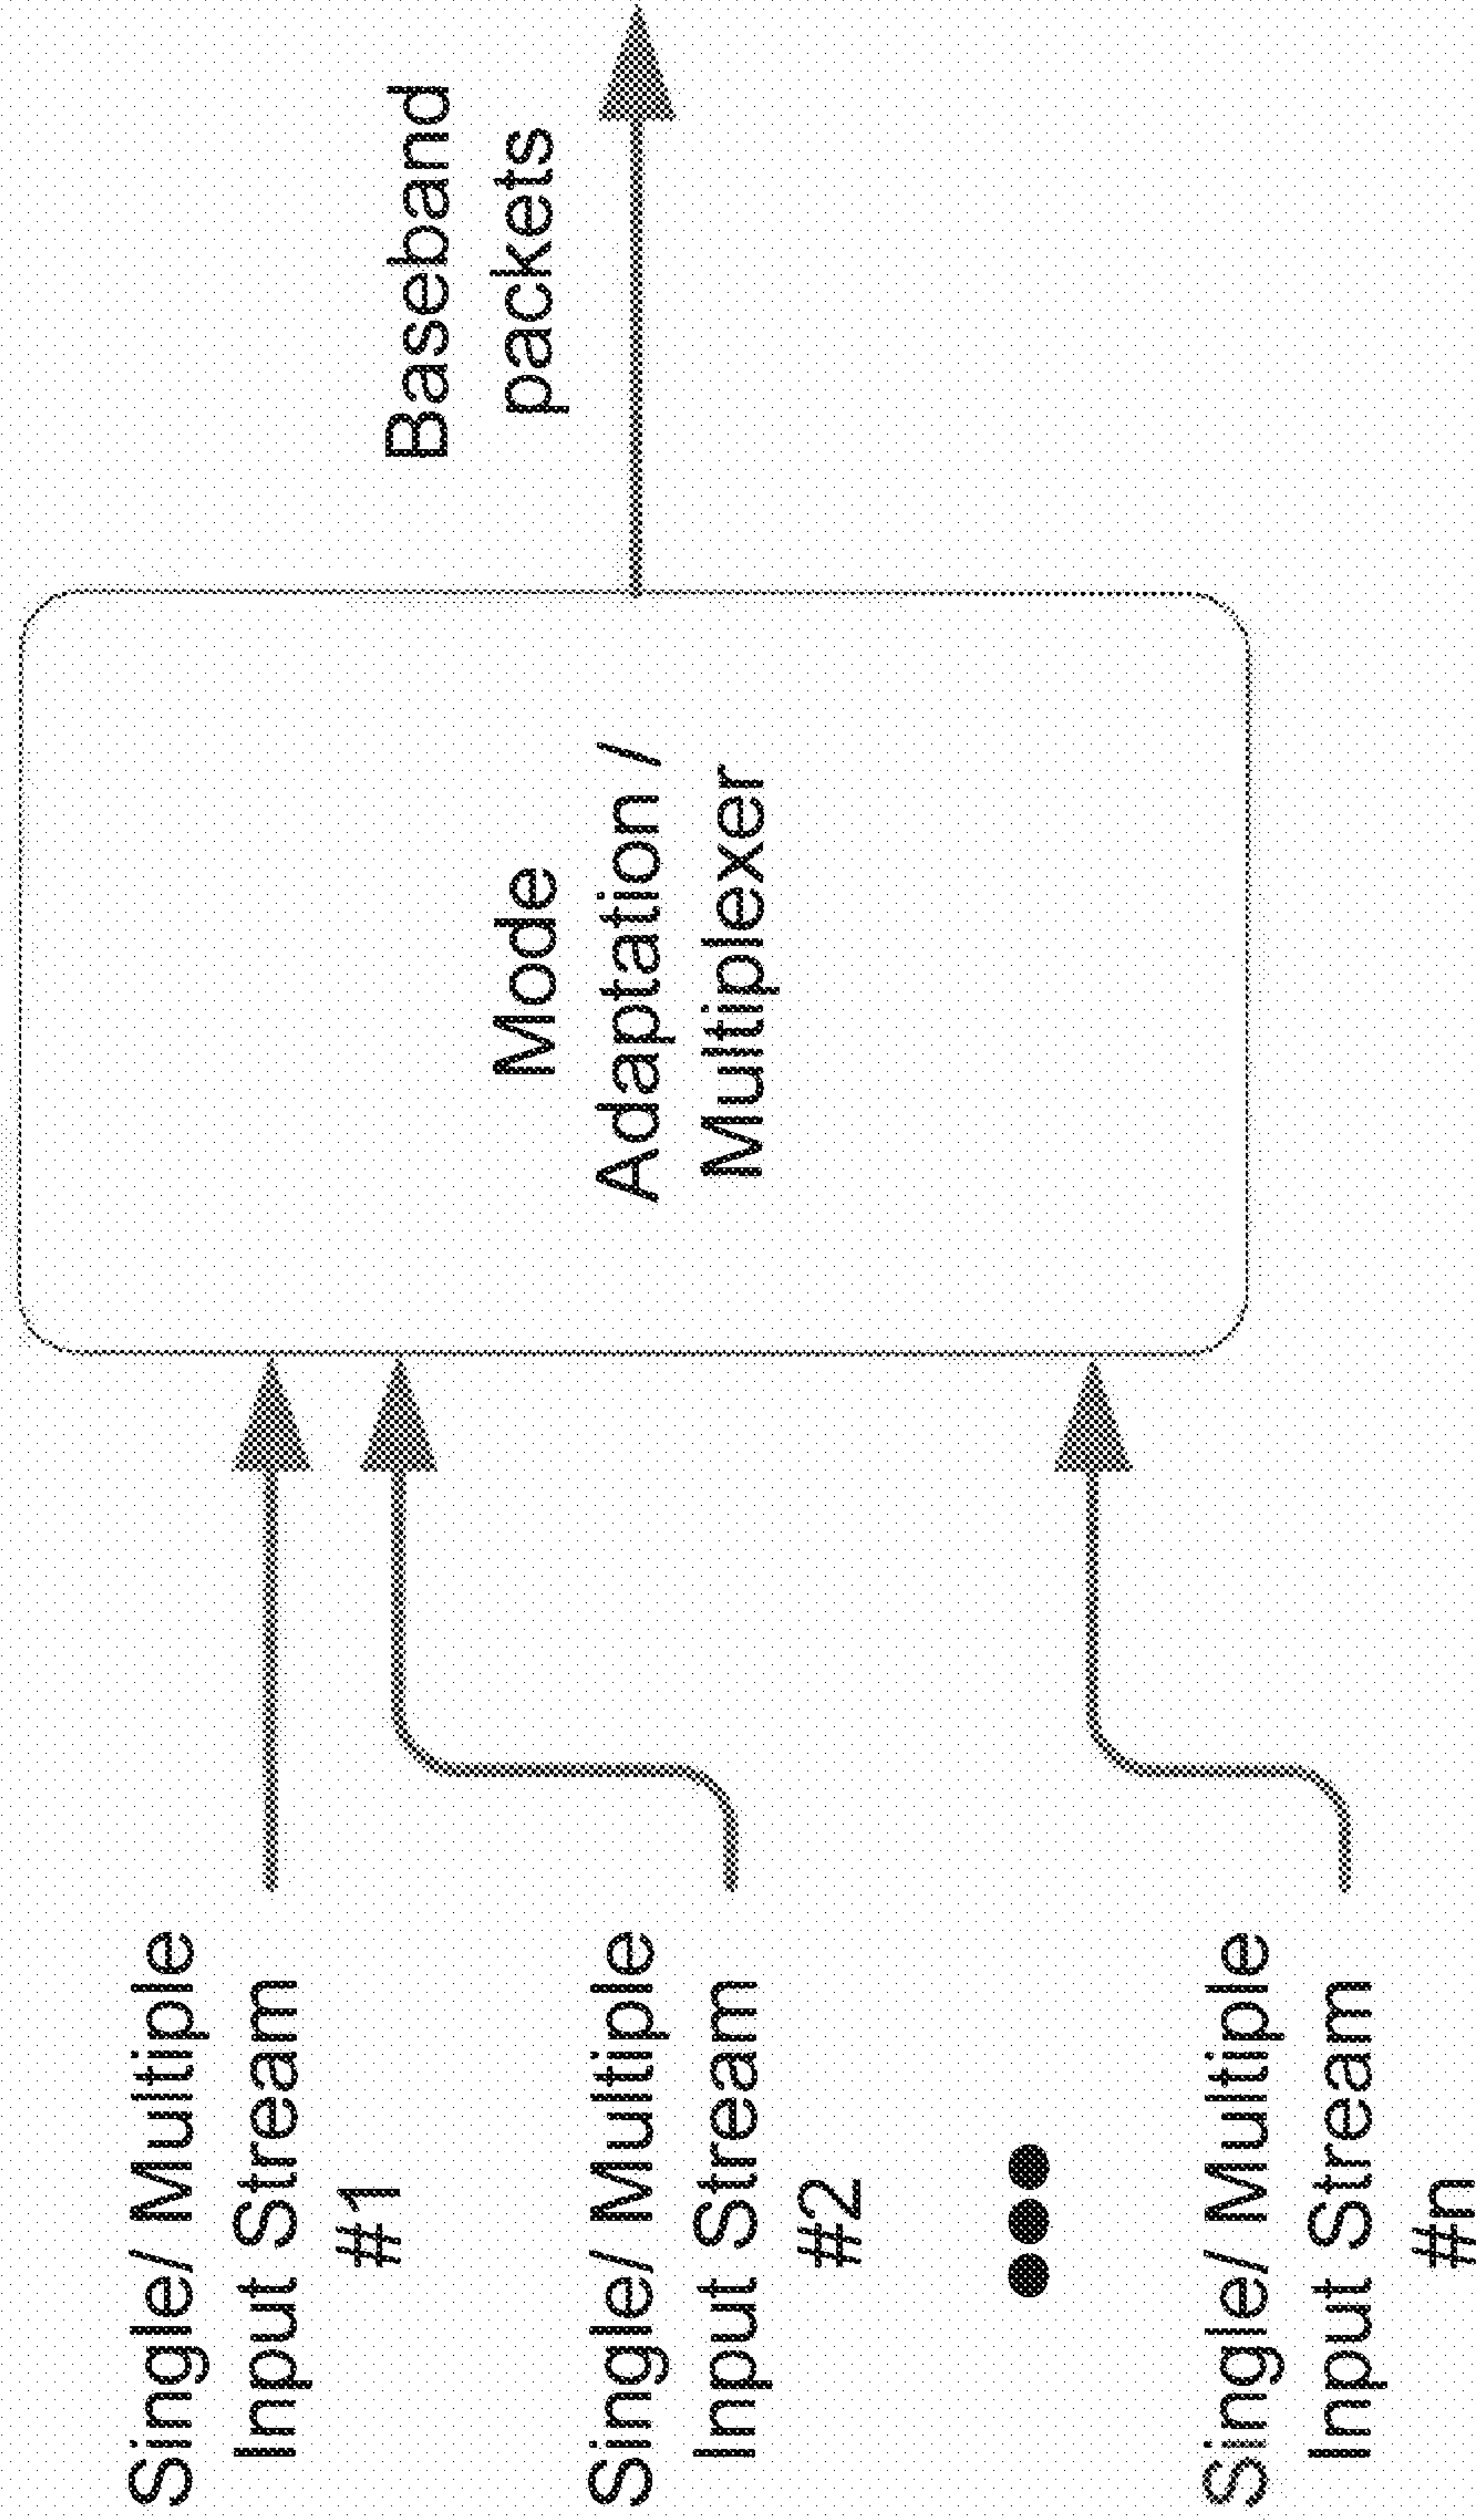 Single/ Multiple
Input Stream
#1
Single/ Multiple
Input Stream
#2
Single/ Multiple
Input Stream
#n
Mode
Adaptation /
Multiplexer
Baseband
packets